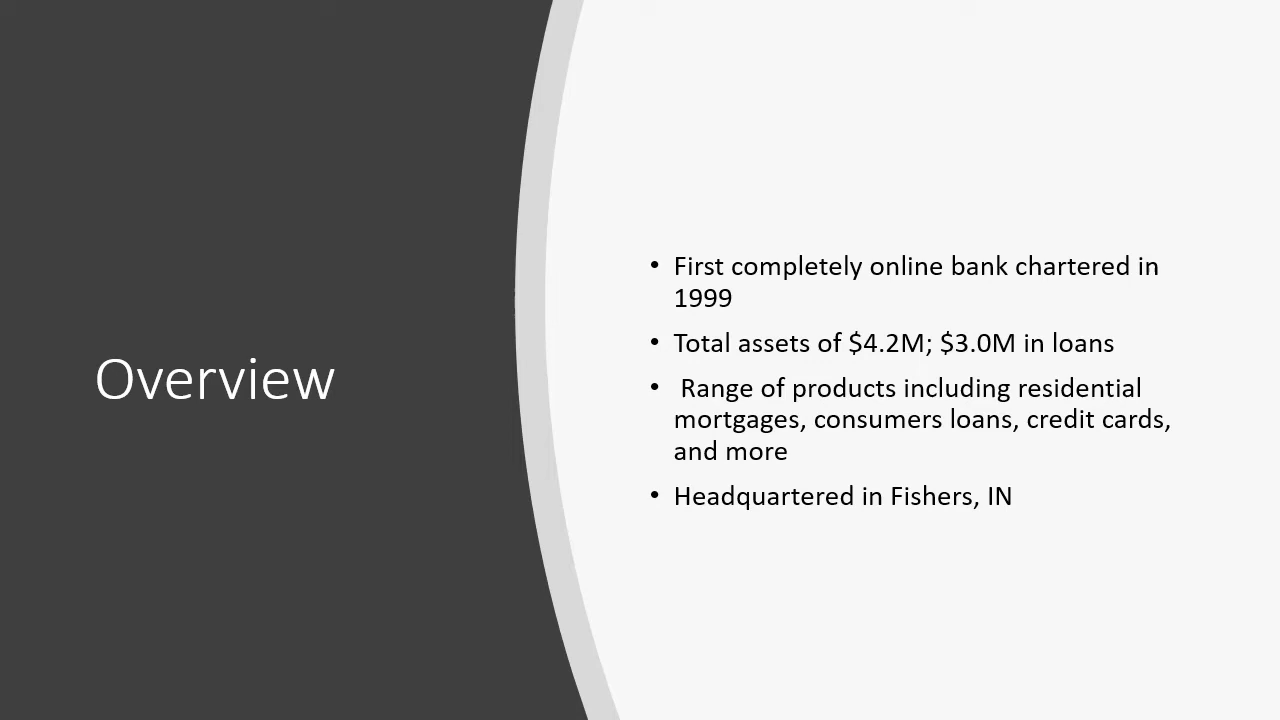 Overview
• First completely online bank chartered in
1999
• Total assets of $4.2M; $3.0M in loans
• Range of products including residential
mortgages, consumers loans, credit cards,
and more
• Headquartered in Fishers, IN